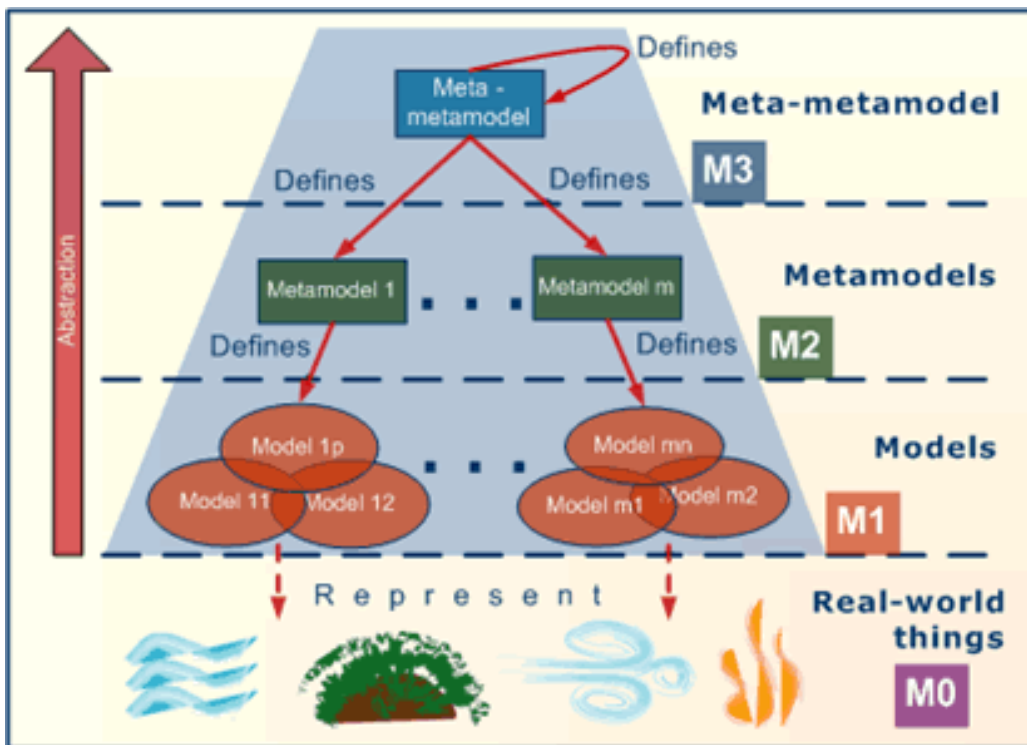 Defines
Meta -
metamodel
Meta-metamodel
M3
Defines
Defines
Abstraction
Metamodel 1
. . .
Metamodel m
Metamodels
M2
Defines
Defines
Model 1p
Model 11
Model 12
. . .
Model mn
Model m1
Model m2
Models
M1
Represent
Real-world
things
M0